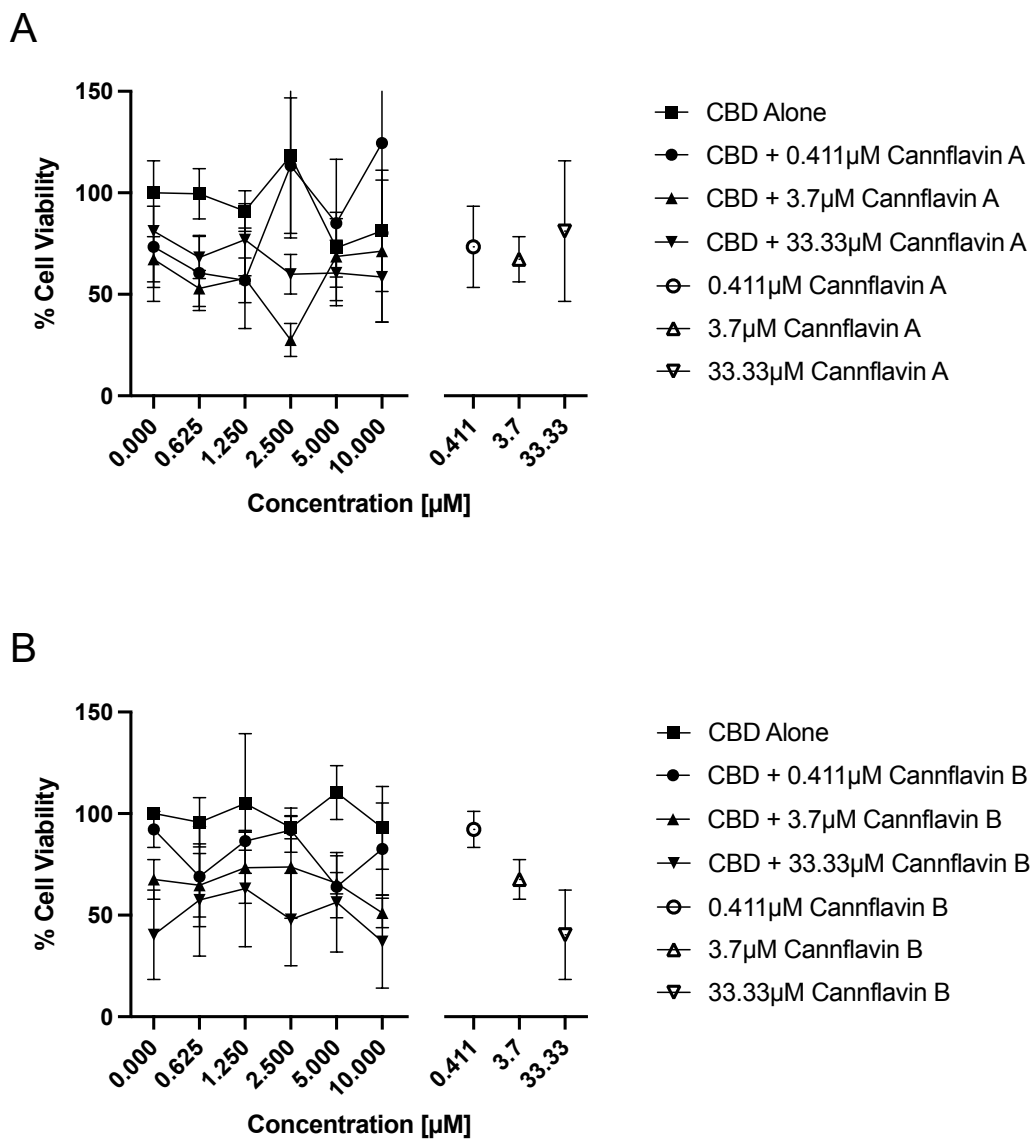 A
150
100
50
0
% Cell Viability
0.000
0.625
1.250
2.500
5.000
10.000
0.411
3.7
33.33
Concentration [µM]
CBD Alone
CBD + 0.411µM Cannflavin A
CBD + 3.7µM Cannflavin A
CBD + 33.33µM Cannflavin A
0.411µM Cannflavin A
3.7µM Cannflavin A
33.33µM Cannflavin A
B
150
100
50
0
% Cell Viability
0.000
0.625
1.250
2.500
5.000
10.000
0.411
3.7
33.33
Concentration [µM]
CBD Alone
CBD + 0.411µM Cannflavin B
CBD + 3.7µM Cannflavin B
CBD + 33.33µM Cannflavin B
0.411µM Cannflavin B
3.7µM Cannflavin B
33.33µM Cannflavin B